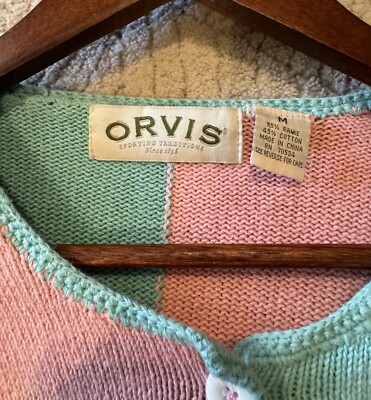 ORVIS
SPORTING TRADITIONS
Since 1856
M
55% RAMIE
45% COTTON
MADE IN CHINA
RN 70534
SEE REVERSE FOR CARE